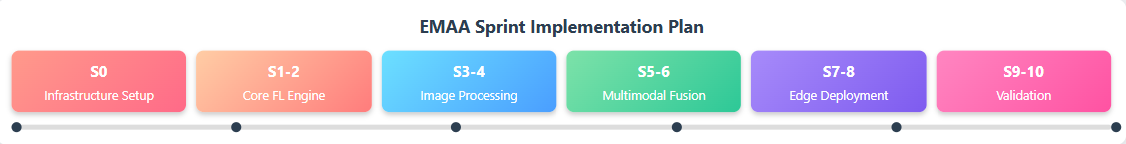 EMAA Sprint Implementation Plan
S0
Infrastructure Setup
S1-2
Core FL Engine
S3-4
Image Processing
S5-6
Multimodal Fusion
S7-8
Edge Deployment
S9-10
Validation